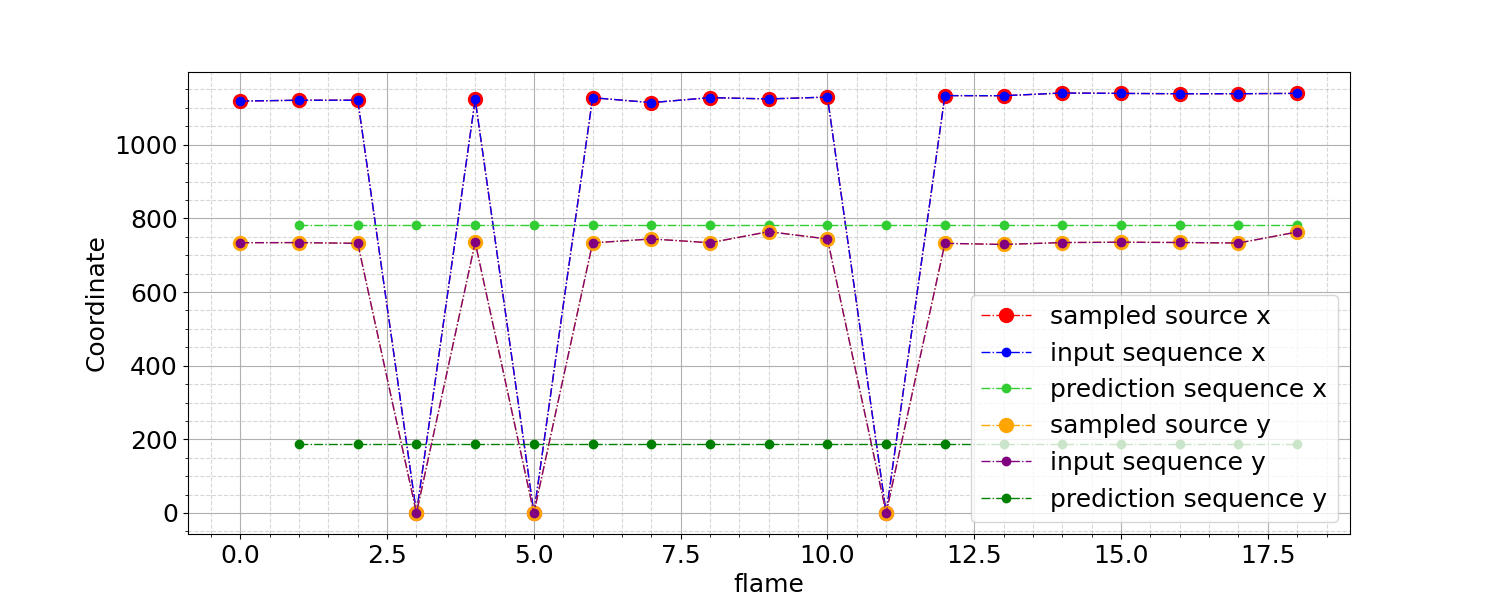 1000
800
600
400
200
0
Coordinate
0.0 2.5 5.0 7.5 10.0 12.5 15.0 17.5
flame
sampled source x
input sequence x
prediction sequence x
sampled source y
input sequence y
prediction sequence y